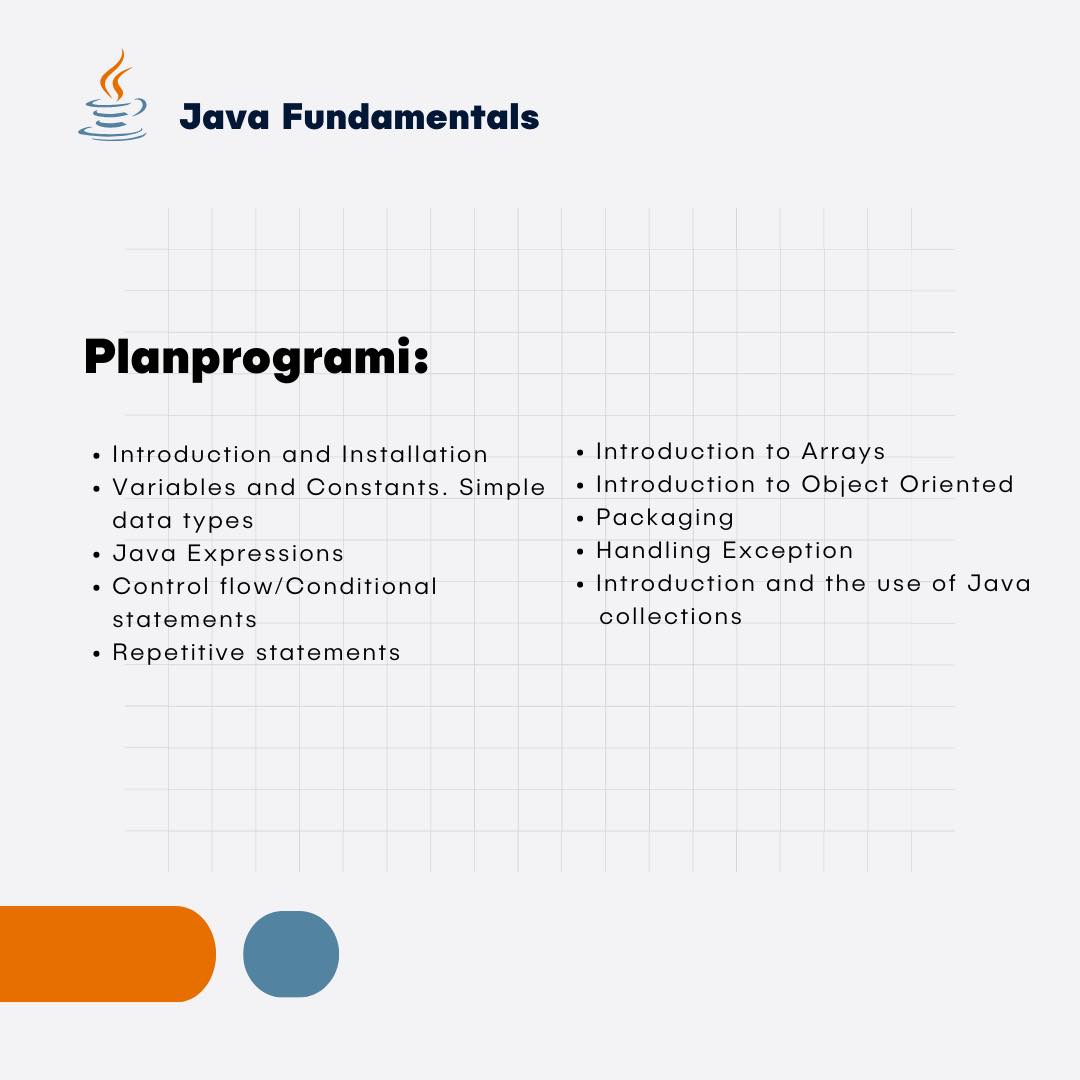 Java Fundamentals
Planprogrami:
• Introduction and Installation
• Variables and Constants. Simple
data types
• Java Expressions
• Control flow/Conditional
statements
• Repetitive statements
• Introduction to Arrays
• Introduction to Object Oriented
• Packaging
• Handling Exception
• Introduction and the use of Java
collections